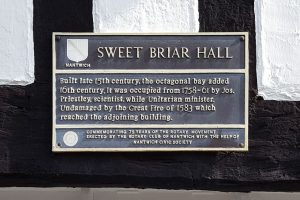 NANTWICH
SWEET BRIAR HALL
Built late 15th century, the octagonal bay added
16th century, it was occupied from 1758-61 by Jos.
Priestley, scientist, while Unitarian minister.
Undamaged by the Great Fire of 1583 which
reached the adjoining building.
COMMEMORATING 75 YEARS OF THE ROTARY MOVEMENT
ERECTED BY THE ROTARY CLUB OF NANTWICH WITH THE HELP OF
NANTWICH CIVIC SOCIETY